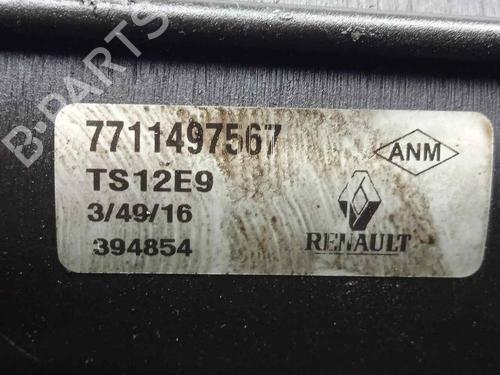 B-PARTS
7711497567
TS12E9
3/49/16
394854
ANM
RENAULT